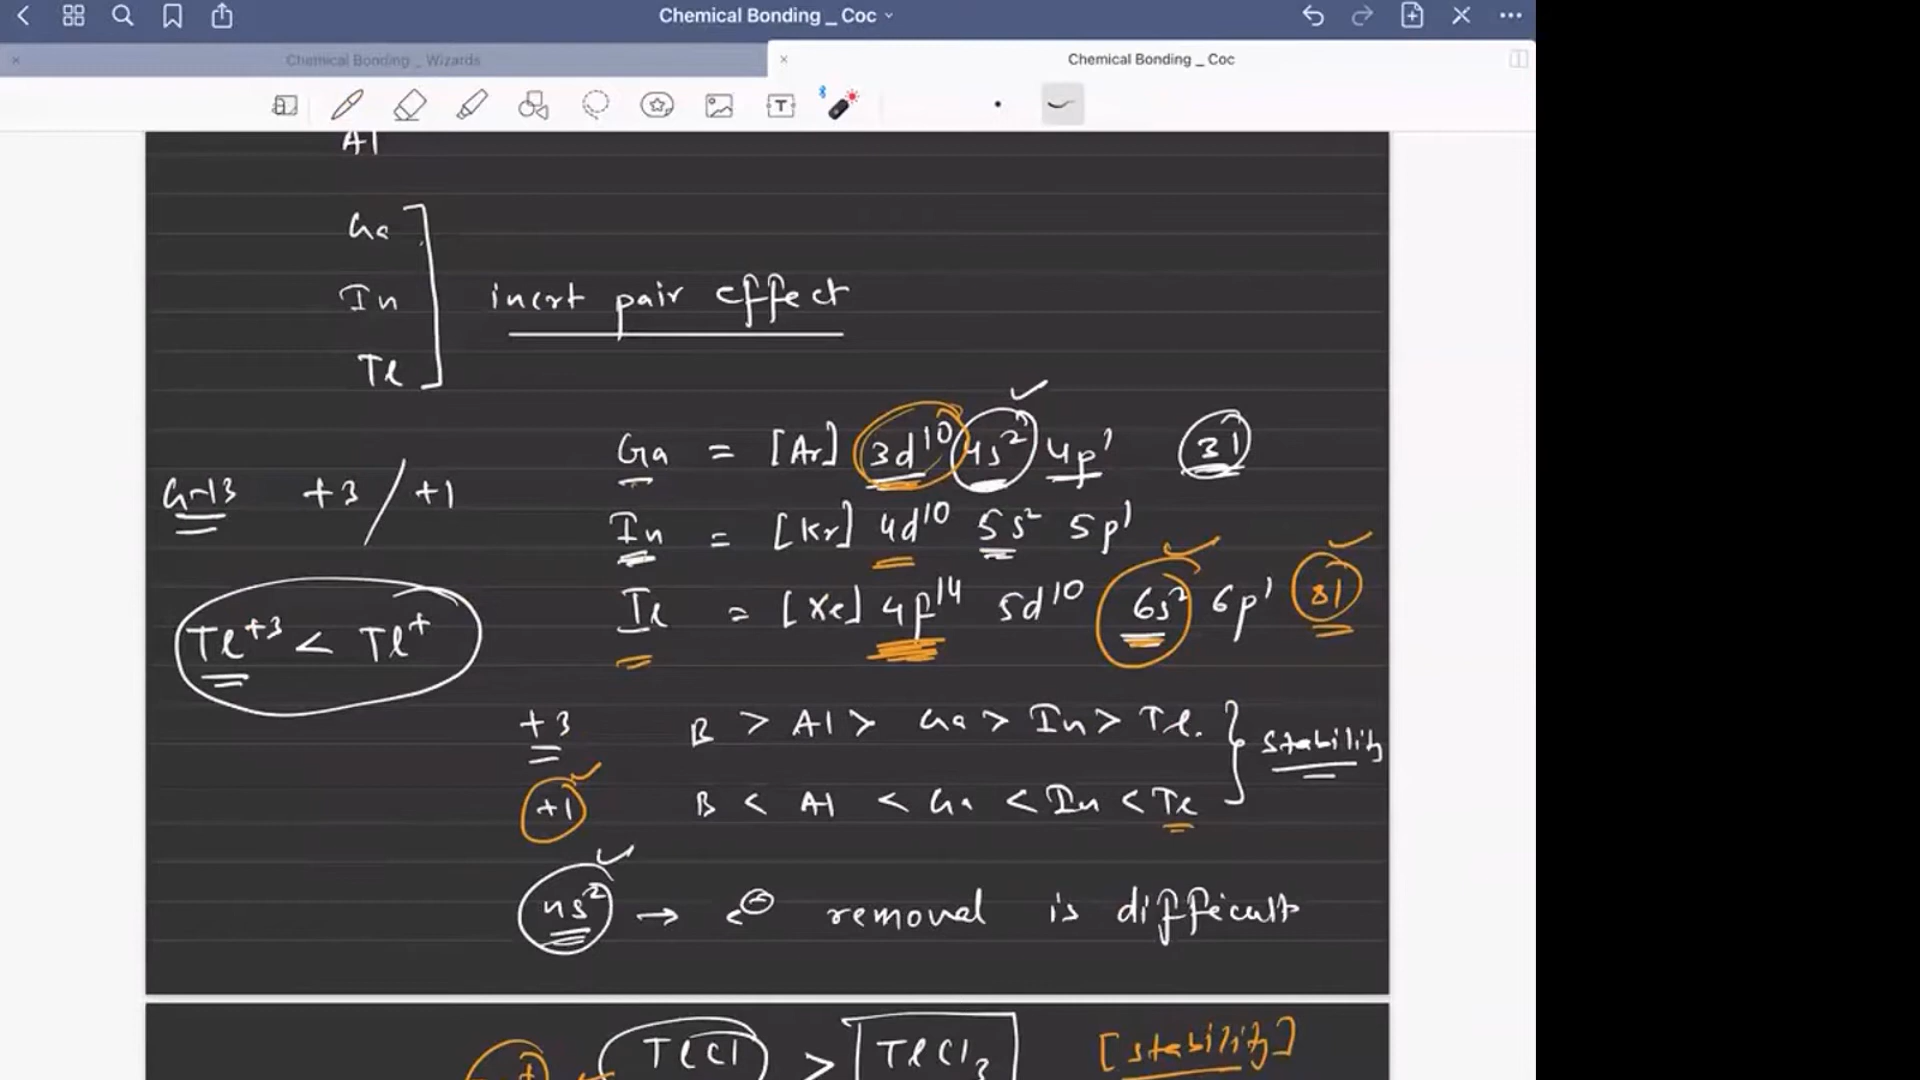 Chemical Bonding _ Coc
Chemical Bonding _ Wizards
Chemical Bonding _ Coc
Al
Ga
In
Tl
inert pair effect
Ga = [Ar] 3d¹⁰ 4s² 4p¹ 31
G-13 +3 / +1
In = [Kr] 4d¹⁰ 5s² 5p¹
Tl = [Xe] 4f¹⁴ 5d¹⁰ 6s² 6p¹ 81
Tl⁺³ < Tl⁺
+3 B > Al > Ga > In > Tl.
stability
+1 B < Al < Ga < In < Tl
ns² → e⊖ removal is difficult
TlCl > TlCl₃ [stability]